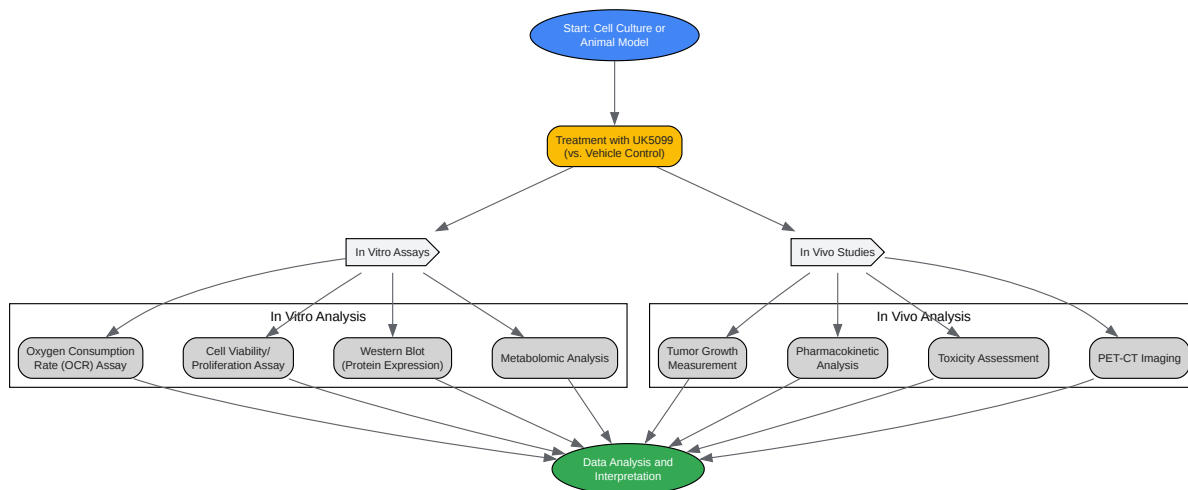 Start: Cell Culture or
Animal Model
Treatment with UK5099
(vs. Vehicle Control)
In Vitro Assays
In Vivo Studies
In Vitro Analysis
In Vivo Analysis
Oxygen Consumption
Rate (OCR) Assay
Cell Viability/
Proliferation Assay
Western Blot
(Protein Expression)
Metabolomic Analysis
Tumor Growth
Measurement
Pharmacokinetic
Analysis
Toxicity Assessment
PET-CT Imaging
Data Analysis and
Interpretation